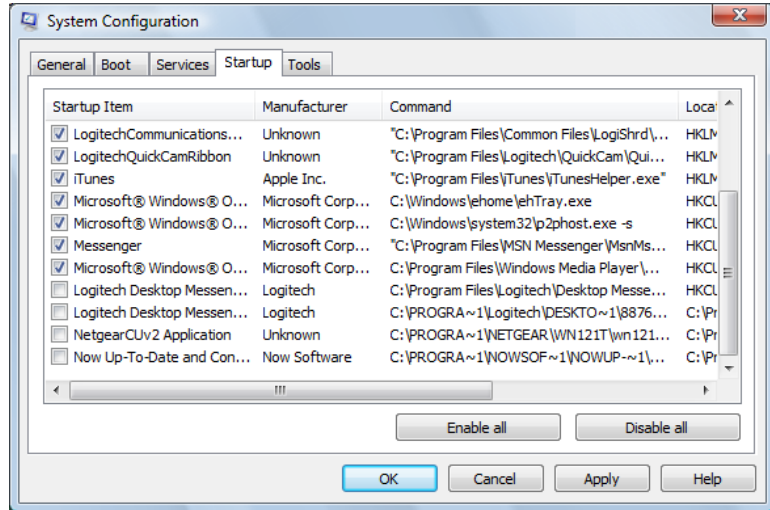 System Configuration
General Boot Services Startup Tools
Startup Item Manufacturer Command Locat
LogitechCommunications... Unknown "C:\Program Files\Common Files\LogiShrd\... HKLM
LogitechQuickCamRibbon Unknown "C:\Program Files\Logitech\QuickCam\Qui... HKLM
iTunes Apple Inc. "C:\Program Files\iTunes\iTunesHelper.exe" HKLM
Microsoft® Windows® O... Microsoft Corp... C:\Windows\ehome\ehTray.exe HKCU
Microsoft® Windows® O... Microsoft Corp... C:\Windows\system32\p2phost.exe -s HKCU
Messenger Microsoft Corp... "C:\Program Files\MSN Messenger\MsnMs... HKCU
Microsoft® Windows® O... Microsoft Corp... C:\Program Files\Windows Media Player\... HKCU
Logitech Desktop Messen... Logitech C:\Program Files\Logitech\Desktop Messe... HKCU
Logitech Desktop Messen... Logitech C:\PROGRA~1\Logitech\DESKTO~1\8876... C:\Pr
NetgearCUv2 Application Unknown C:\PROGRA~1\NETGEAR\WN121T\wn121... C:\Pr
Now Up-To-Date and Con... Now Software C:\PROGRA~1\NOWSOF~1\NOWUP-~1\... C:\Pr
Enable all Disable all
OK Cancel Apply Help